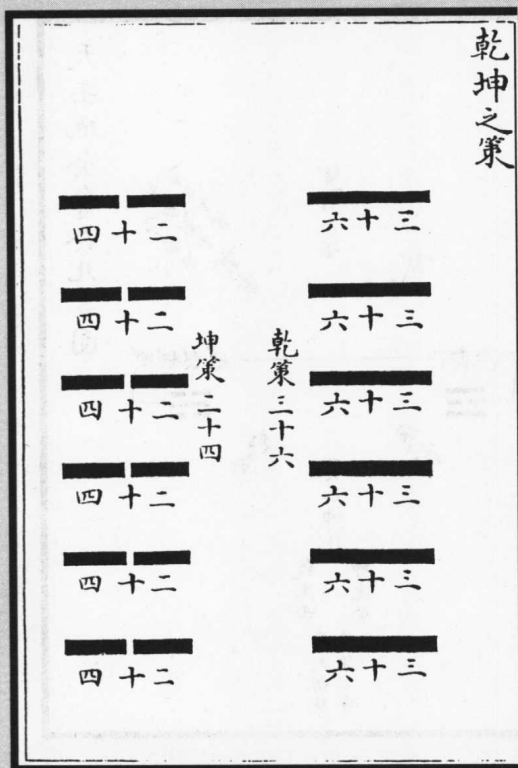 乾坤之策
六十三
六十三
六十三
六十三
六十三
六十三
乾策三十六
坤策二十四
四十二
四十二
四十二
四十二
四十二
四十二